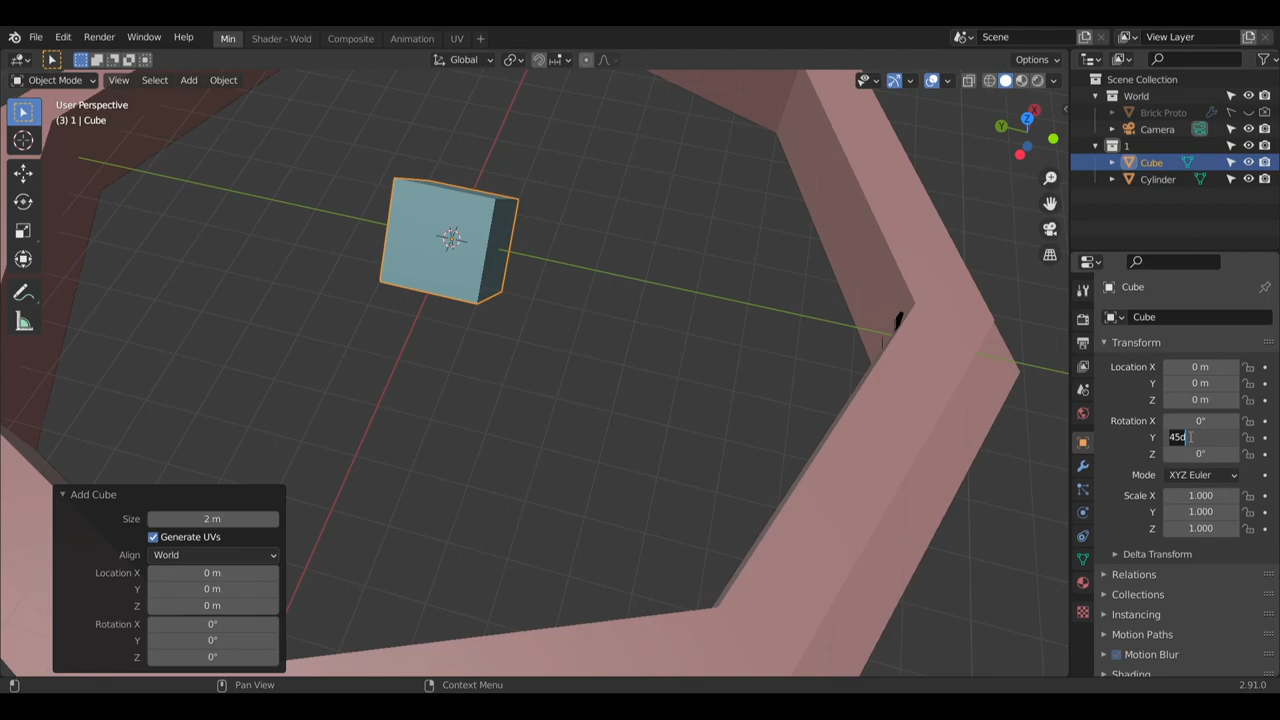 File Edit Render Window Help Min Shader - Wold Composite Animation UV + Scene View Layer
Global Options
Object Mode View Select Add Object
User Perspective
(3) 1 | Cube
X
Y
Z
Scene Collection
World
Brick Proto
Camera
1
Cube
Cylinder
Cube
Cube
Transform
Location X 0 m
Y 0 m
Z 0 m
Rotation X 0°
Y 45d
Z 0°
Mode XYZ Euler
Scale X 1.000
Y 1.000
Z 1.000
Delta Transform
Relations
Collections
Instancing
Motion Paths
Motion Blur
Shading
Add Cube
Size 2 m
Generate UVs
Align World
Location X 0 m
Y 0 m
Z 0 m
Rotation X 0°
Y 0°
Z 0°
Pan View Context Menu 2.91.0